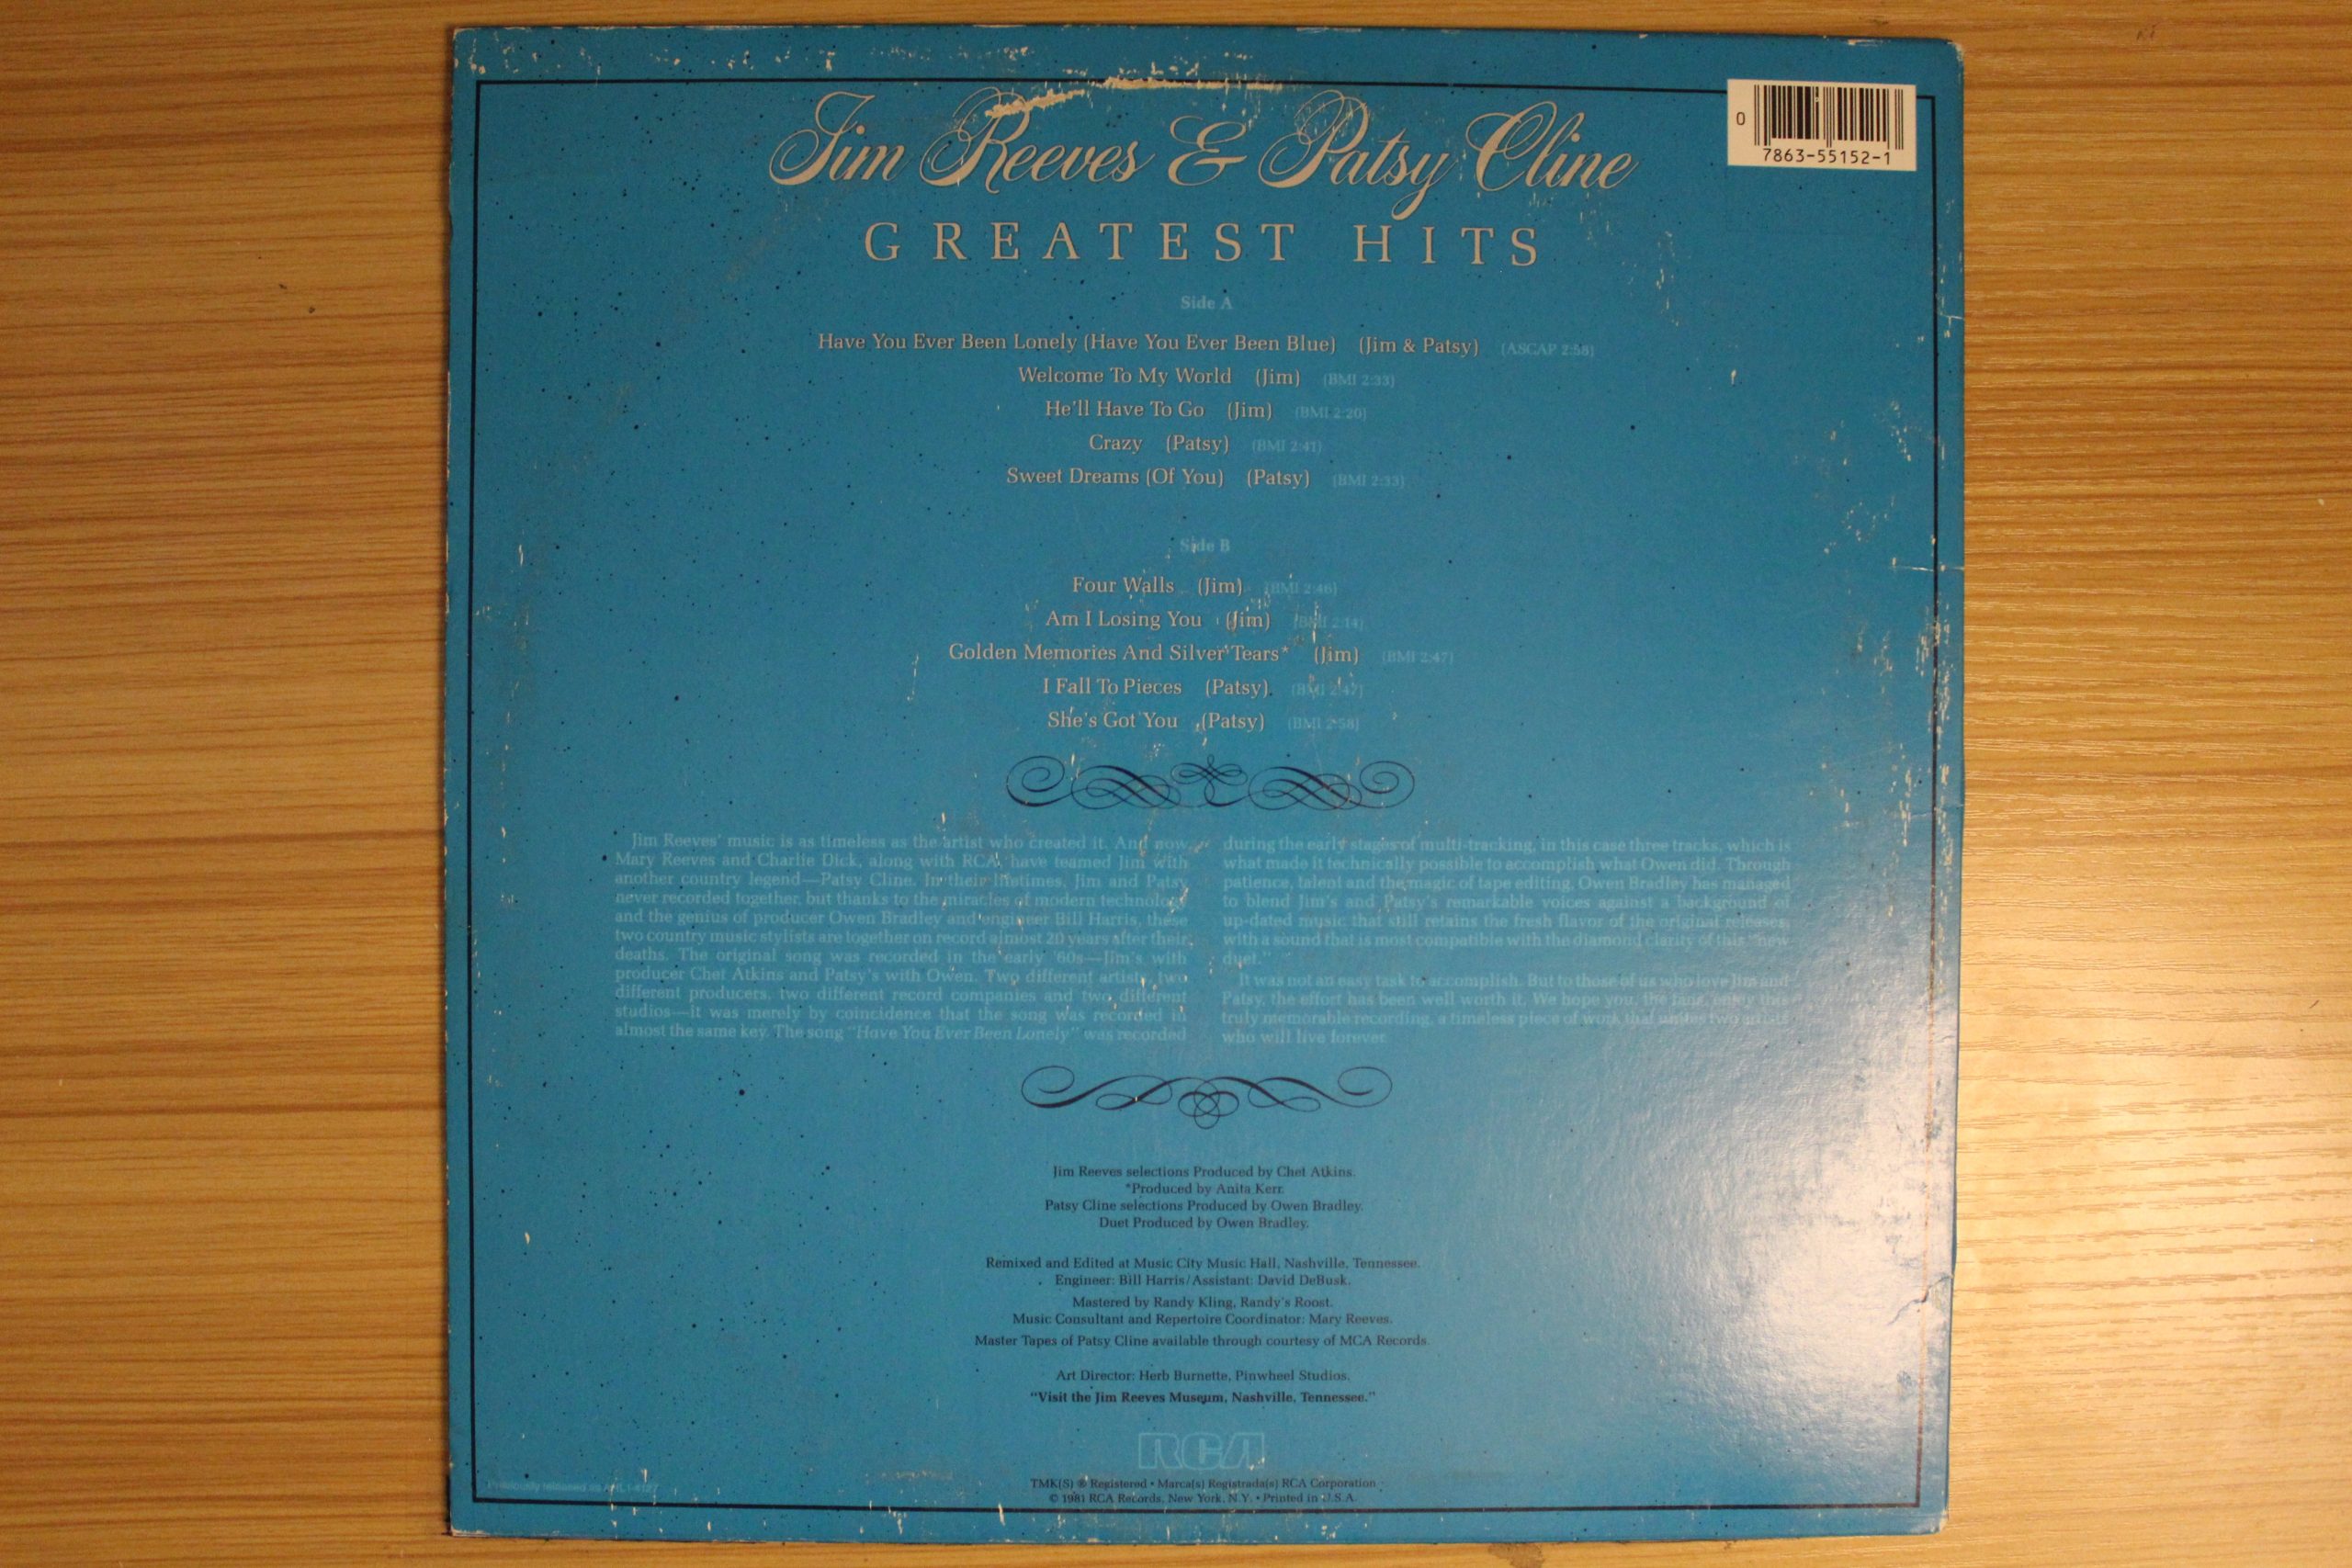 Jim Reeves & Patsy Cline
0 7863-55152-1
GREATEST HITS
Side A
Have You Ever Been Lonely (Have You Ever Been Blue) (Jim & Patsy) (ASCAP 2:58)
Welcome To My World (Jim) (BMI 2:33)
He'll Have To Go (Jim) (BMI 2:20)
Crazy (Patsy) (BMI 2:41)
Sweet Dreams (Of You) (Patsy) (BMI 2:33)
Side B
Four Walls (Jim) (BMI 2:46)
Am I Losing You (Jim) (BMI 2:14)
Golden Memories And Silver Tears* (Jim) (BMI 2:47)
I Fall To Pieces (Patsy) (BMI 2:47)
She's Got You (Patsy) (BMI 2:58)
Jim Reeves' music is as timeless as the artist who created it. And now,
Mary Reeves and Charlie Dick, along with RCA, have teamed Jim with
another country legend—Patsy Cline. In their lifetimes, Jim and Patsy
never recorded together, but thanks to the miracles of modern technology
and the genius of producer Owen Bradley and engineer Bill Harris, these
two country music stylists are together on record almost 20 years after their
deaths. The original song was recorded in the early '60s—Jim's with
producer Chet Atkins and Patsy's with Owen. Two different artists, two
different producers, two different record companies and two different
studios—It was merely by coincidence that the song was recorded in
almost the same key. The song "Have You Ever Been Lonely" was recorded
during the early stages of multi-tracking, in this case three tracks, which is
what made it technically possible to accomplish what Owen did. Through
patience, talent and the magic of tape editing, Owen Bradley has managed
to blend Jim's and Patsy's remarkable voices against a background of
up-dated music that still retains the fresh flavor of the original releases,
with a sound that is most compatible with the diamond clarity of this "new
duet."
It was not an easy task to accomplish. But to those of us who love Jim and
Patsy, the effort has been well worth it. We hope you, the fans, enjoy this
truly memorable recording, a timeless piece of work that unites two artists
who will live forever.
Jim Reeves selections Produced by Chet Atkins.
*Produced by Anita Kerr.
Patsy Cline selections Produced by Owen Bradley.
Duet Produced by Owen Bradley.
Remixed and Edited at Music City Music Hall, Nashville, Tennessee.
Engineer: Bill Harris/Assistant: David DeBusk.
Mastered by Randy Kling, Randy's Roost.
Music Consultant and Repertoire Coordinator: Mary Reeves.
Master Tapes of Patsy Cline available through courtesy of MCA Records.
Art Director: Herb Burnette, Pinwheel Studios.
"Visit the Jim Reeves Museum, Nashville, Tennessee."
RCA
TMK(S) ® Registered • Marca(s) Registrada(s) RCA Corporation
© 1981 RCA Records, New York, N.Y. • Printed in U.S.A.
Previously released as AHL1-4127